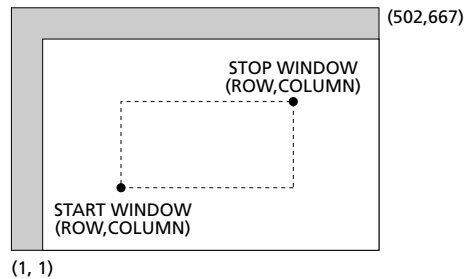 (502,667)
STOP WINDOW
(ROW,COLUMN)
START WINDOW
(ROW,COLUMN)
(1, 1)